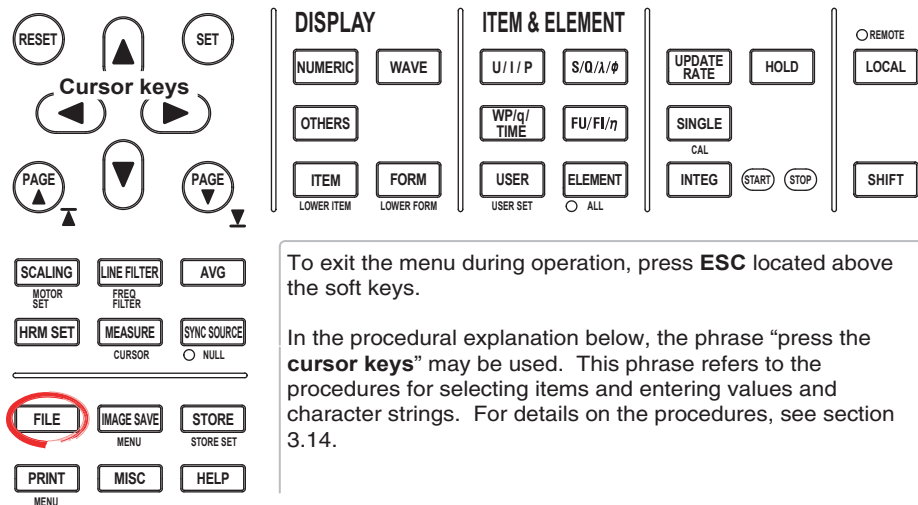 DISPLAY
ITEM & ELEMENT
RESET
SET
REMOTE
NUMERIC
WAVE
U / I / P
S/Q/λ/ϕ
UPDATE RATE
HOLD
LOCAL
Cursor keys
OTHERS
WP/q/ TIME
FU/FI/η
SINGLE
CAL
PAGE
PAGE
ITEM
FORM
USER
ELEMENT
INTEG
START
STOP
SHIFT
LOWER ITEM
LOWER FORM
USER SET
ALL
SCALING
LINE FILTER
AVG
MOTOR SET
FREQ FILTER
HRM SET
MEASURE
SYNC SOURCE
CURSOR
NULL
FILE
IMAGE SAVE
STORE
MENU
STORE SET
PRINT
MISC
HELP
MENU
To exit the menu during operation, press ESC located above
the soft keys.
In the procedural explanation below, the phrase “press the
cursor keys” may be used. This phrase refers to the
procedures for selecting items and entering values and
character strings. For details on the procedures, see section
3.14.